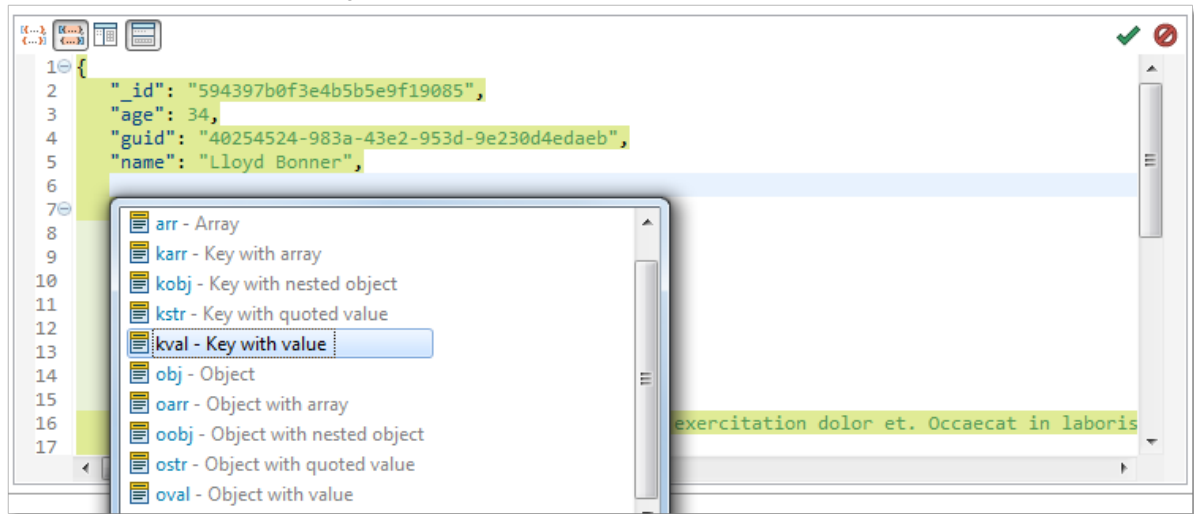 1 {
2 "_id": "594397b0f3e4b5b5e9f19085",
3 "age": 34,
4 "guid": "40254524-983a-43e2-953d-9e230d4edaeb",
5 "name": "Lloyd Bonner",
6
7
arr - Array
8
karr - Key with array
9
kobj - Key with nested object
10
kstr - Key with quoted value
11
12
kval - Key with value
13
obj - Object
14
oarr - Object with array
15
16 exercitation dolor et. Occaecat in laboris
oobj - Object with nested object
17
ostr - Object with quoted value
oval - Object with value